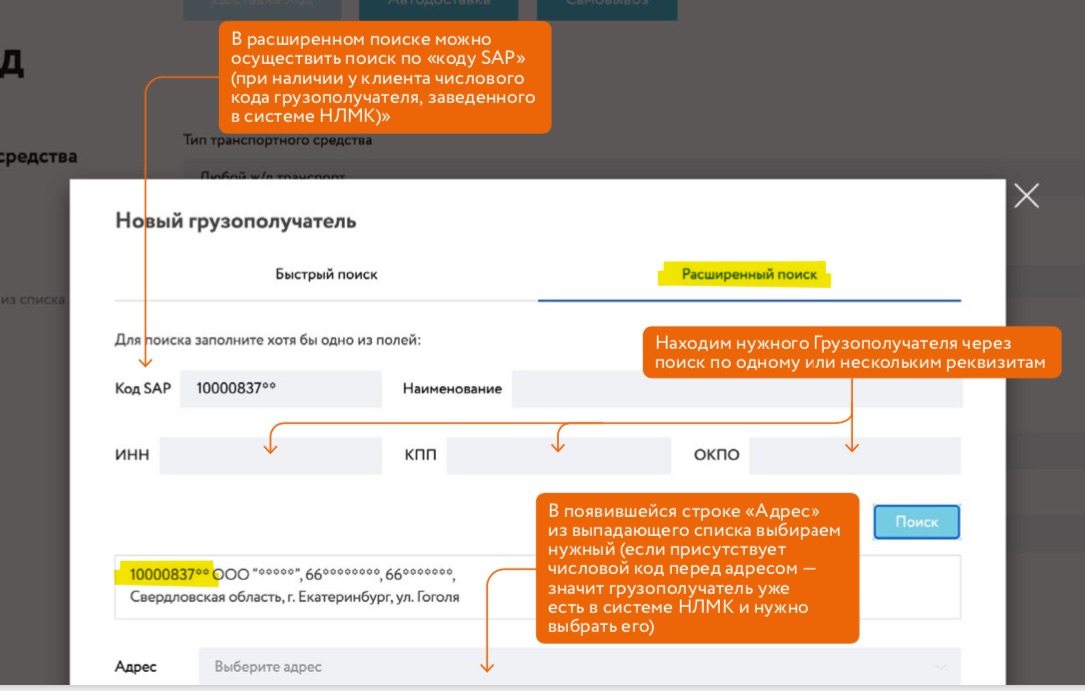 Доставка ЖД
Автодоставка
Самовывоз
В расширенном поиске можно
осуществить поиск по «коду SAP»
(при наличии у клиента числового
кода грузополучателя, заведенного
в системе НЛМК)»
д
Тип транспортного средства
средства
Любой ж/д транспорт
Новый грузополучатель
Быстрый поиск
Расширенный поиск
из списка
Для поиска заполните хотя бы одно из полей:
Находим нужного Грузополучателя через
поиск по одному или нескольким реквизитам
Код SAP 10000837** Наименование
ИНН КПП ОКПО
В появившейся строке «Адрес»
из выпадающего списка выбираем
нужный (если присутствует
числовой код перед адресом —
значит грузополучатель уже
есть в системе НЛМК и нужно
выбрать его)
Поиск
10000837** ООО "*****", 66********, 66*******,
Свердловская область, г. Екатеринбург, ул. Гоголя
Адрес Выберите адрес